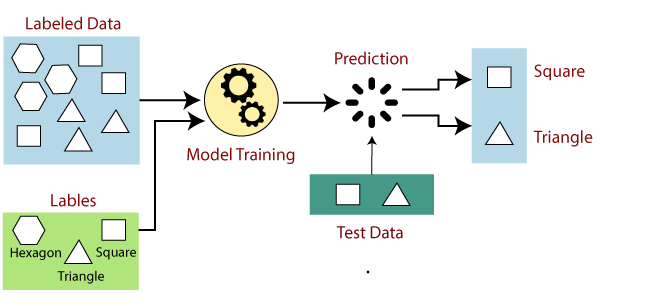 Labeled Data
Prediction
Square
Model Training
Triangle
Lables
Hexagon
Square
Triangle
Test Data